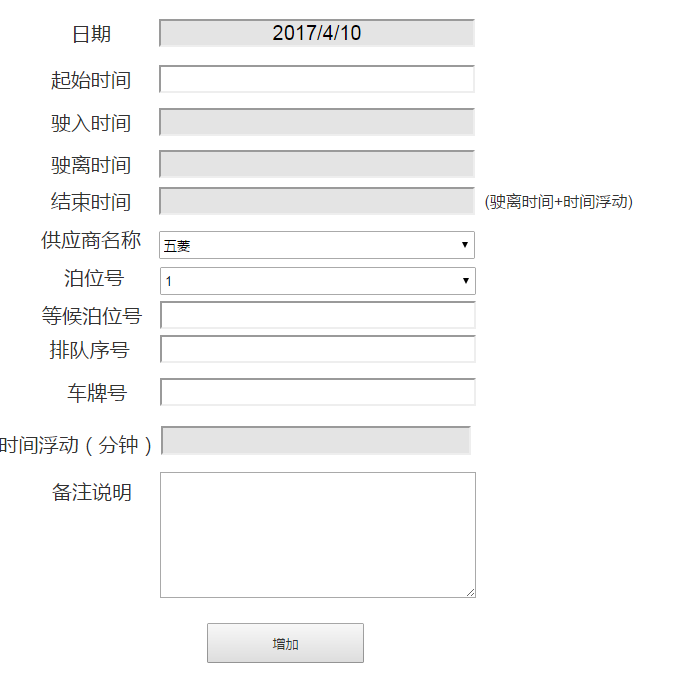 日期 2017/4/10
起始时间
驶入时间
驶离时间
结束时间 (驶离时间+时间浮动)
供应商名称 五菱
泊位号 1
等候泊位号
排队序号
车牌号
时间浮动（分钟）
备注说明
增加